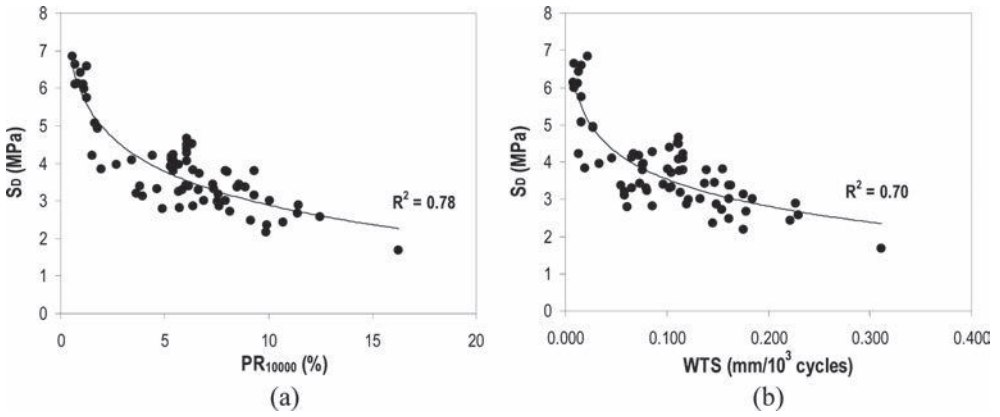 8
7
6
5
4
3
2
1
0
S_D (MPa)
R² = 0.78
0 5 10 15 20
PR₁₀₀₀₀ (%)
(a)
8
7
6
5
4
3
2
1
0
S_D (MPa)
R² = 0.70
0.000 0.100 0.200 0.300 0.400
WTS (mm/10³ cycles)
(b)